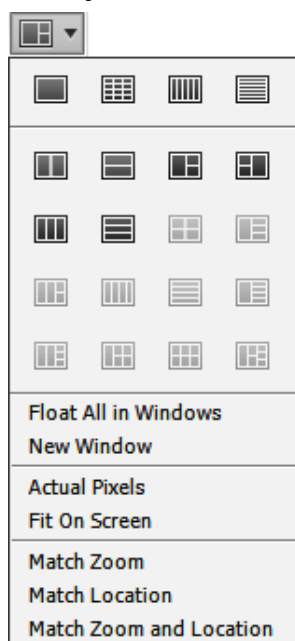 Float All in Windows
New Window
Actual Pixels
Fit On Screen
Match Zoom
Match Location
Match Zoom and Location